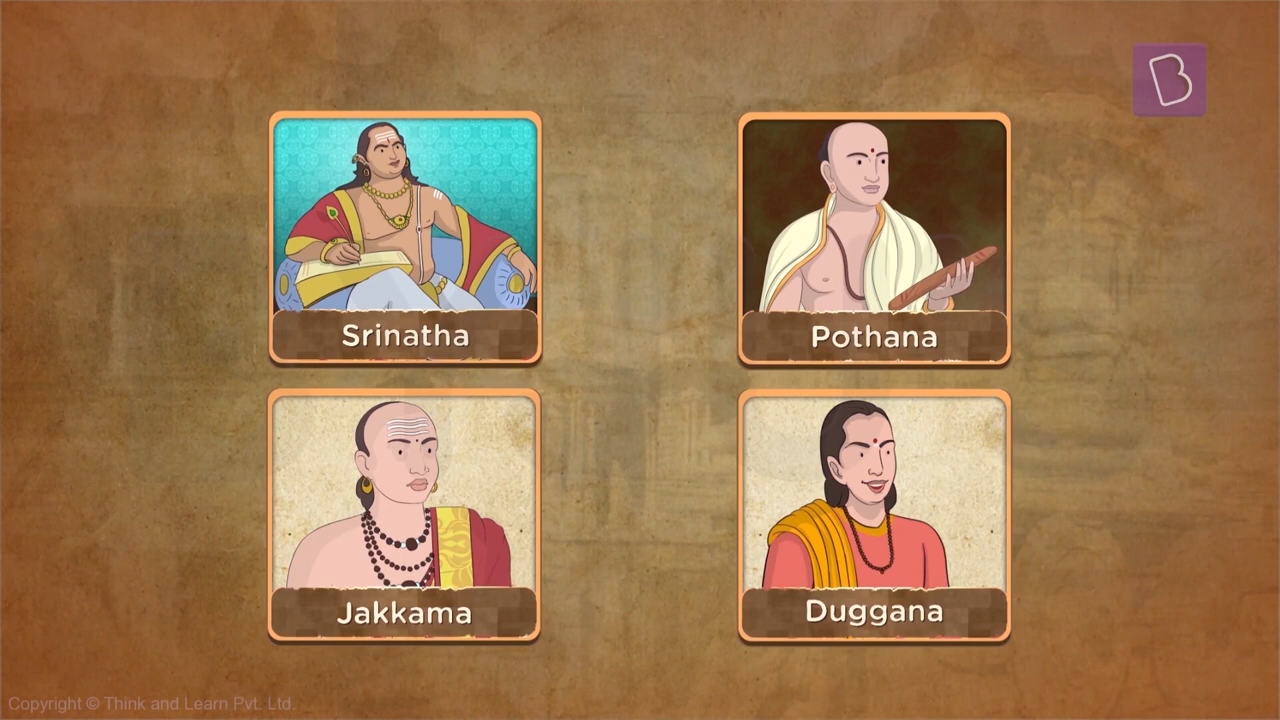 B
Srinatha
Pothana
Jakkama
Duggana
Copyright © Think and Learn Pvt. Ltd.